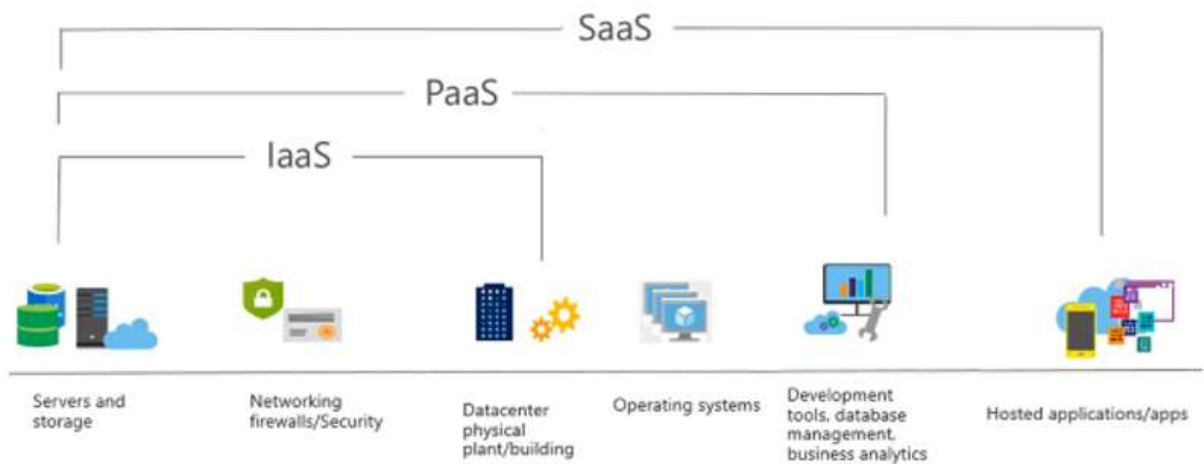 SaaS
PaaS
IaaS
Servers and
storage
Networking
firewalls/Security
Datacenter
physical
plant/building
Operating systems
Development
tools, database
management,
business analytics
Hosted applications/apps